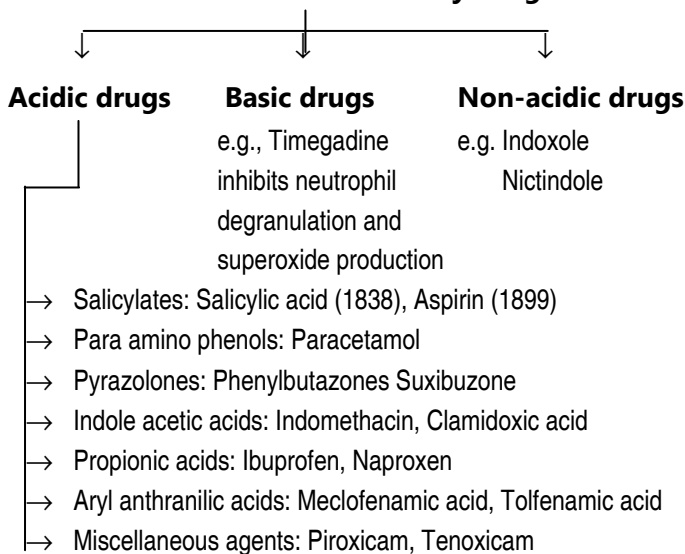 Acidic drugs Basic drugs Non-acidic drugs
e.g., Timegadine e.g. Indoxole
inhibits neutrophil Nictindole
degranulation and
superoxide production
→ Salicylates: Salicylic acid (1838), Aspirin (1899)
→ Para amino phenols: Paracetamol
→ Pyrazolones: Phenylbutazones Suxibuzone
→ Indole acetic acids: Indomethacin, Clamidoxic acid
→ Propionic acids: Ibuprofen, Naproxen
→ Aryl anthranilic acids: Meclofenamic acid, Tolfenamic acid
→ Miscellaneous agents: Piroxicam, Tenoxicam